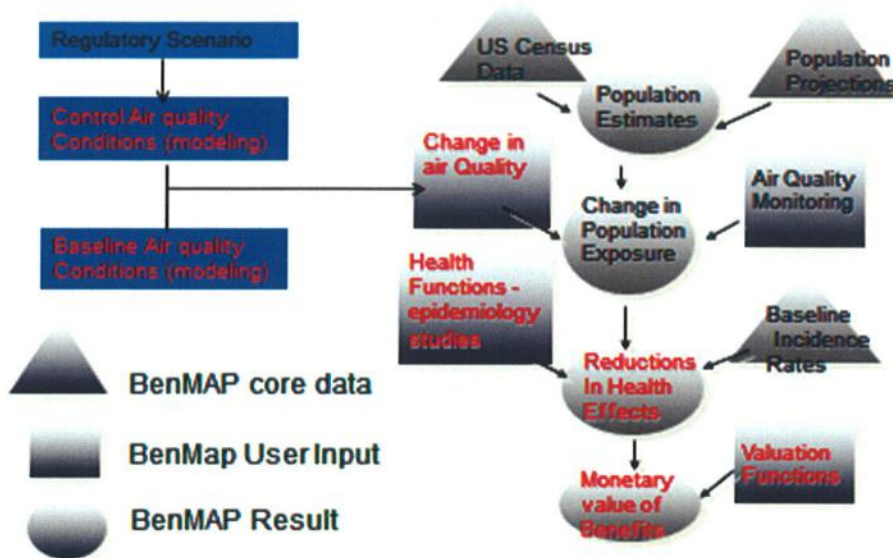 Regulatory Scenario
Control Air quality
Conditions (modeling)
Baseline Air quality
Conditions (modeling)
US Census
Data
Population
Projections
Population
Estimates
Change in
air Quality
Air Quality
Monitoring
Change in
Population
Exposure
Health
Functions -
epidemiology
studies
Baseline
Incidence
Rates
Reductions
In Health
Effects
Valuation
Functions
Monetary
value of
Benefits
BenMAP core data
BenMap User Input
BenMAP Result